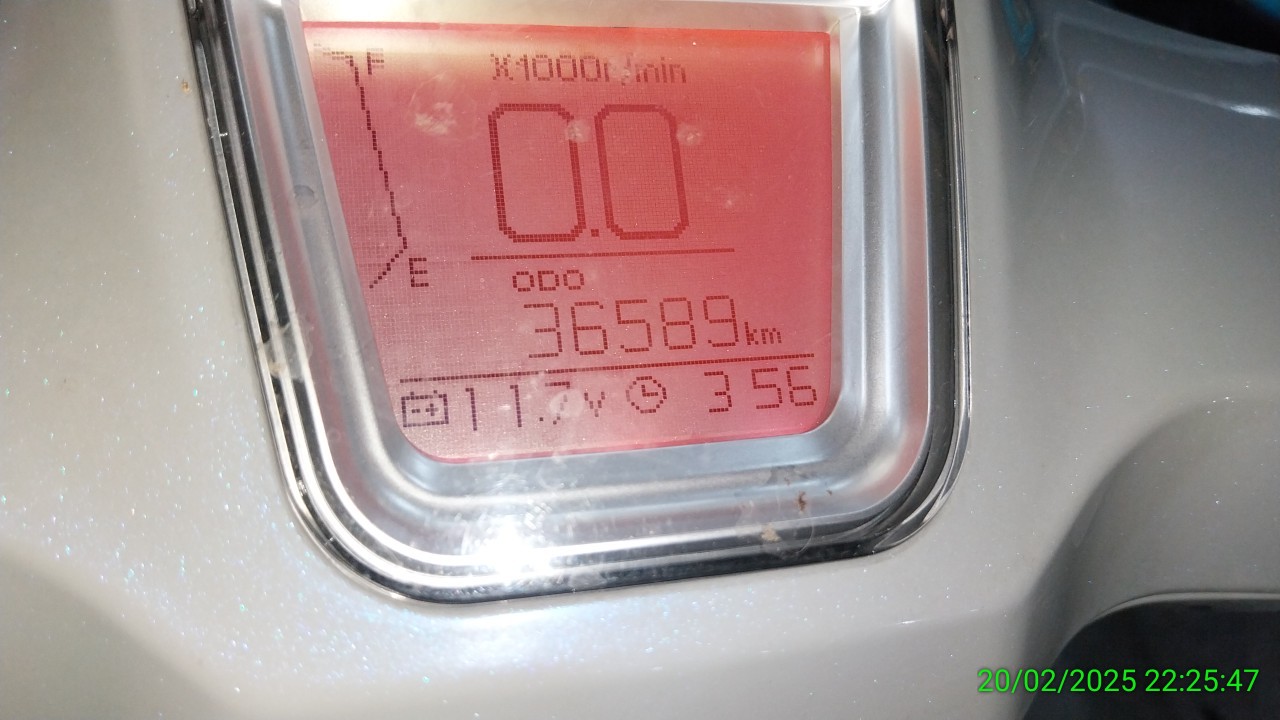 F
X1000r/min
0.0
E
ODO
36589km
11.7v 3 56
20/02/2025 22:25:47